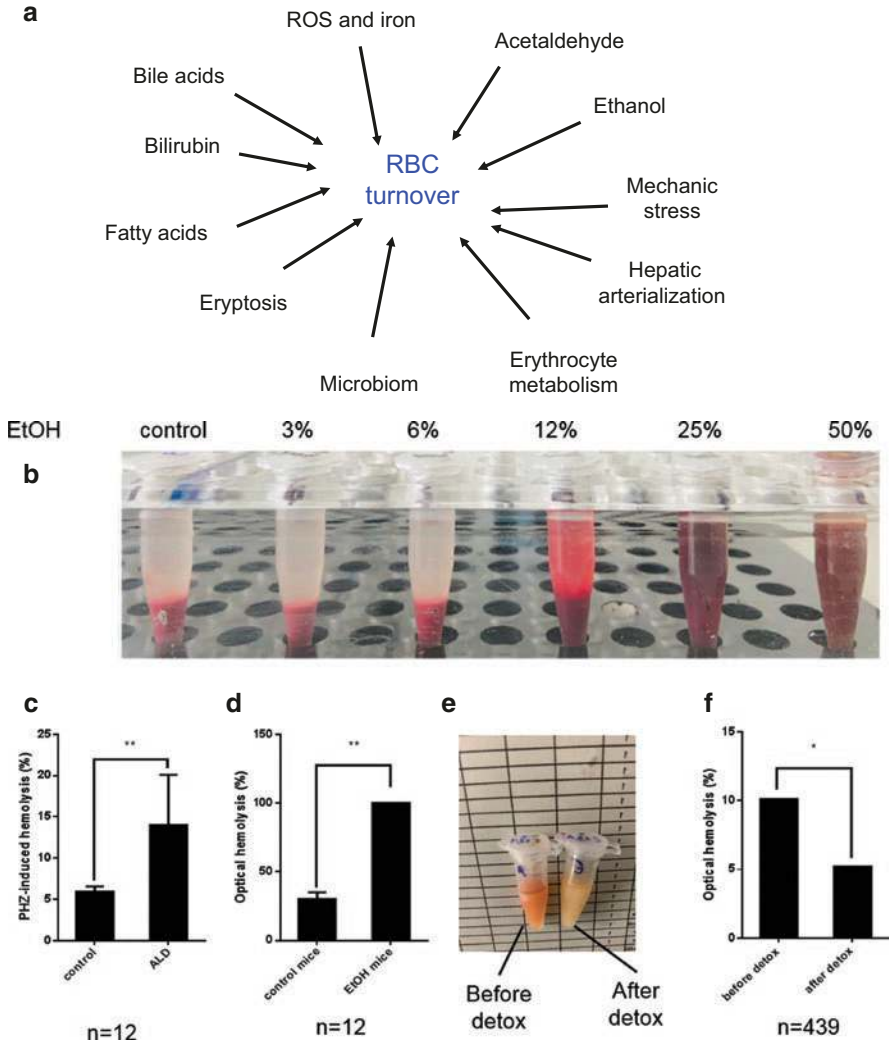 a
ROS and iron
Acetaldehyde
Bile acids
Ethanol
Bilirubin
RBC
turnover
Mechanic
stress
Fatty acids
Hepatic
arterialization
Eryptosis
Erythrocyte
metabolism
Microbiom
EtOH control 3% 6% 12% 25% 50%
b
c
PHZ-induced hemolysis (%)
25
20
15
10
5
0
**
control
ALD
n=12
d
Optical hemolysis (%)
150
100
50
0
**
control mice
EtOH mice
n=12
e
Before
detox
After
detox
f
Optical hemolysis (%)
15
10
5
0
*
before detox
after detox
n=439